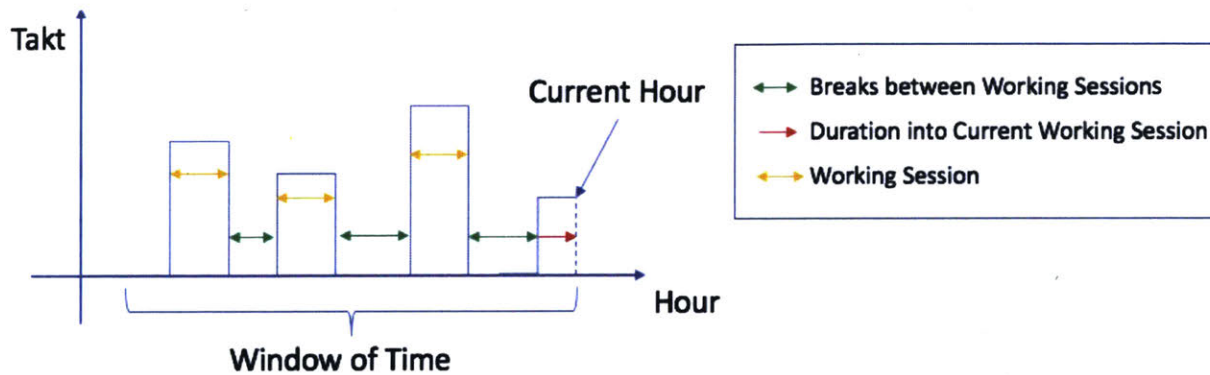 Takt
Current Hour
Hour
Window of Time
Breaks between Working Sessions
Duration into Current Working Session
Working Session